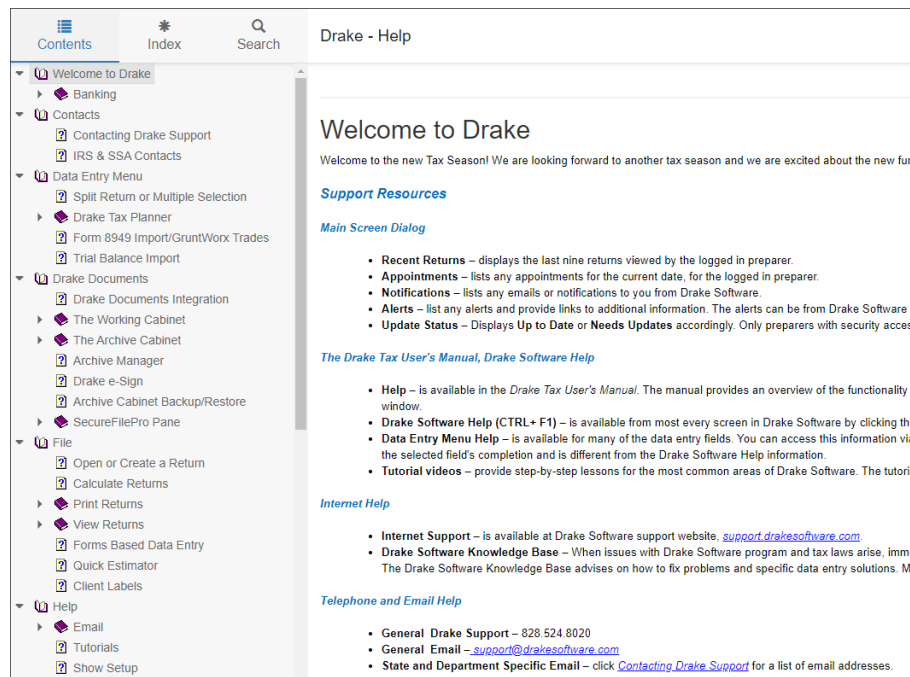 Contents
Index
Search
Drake - Help
Welcome to Drake
Banking
Contacts
Contacting Drake Support
IRS & SSA Contacts
Data Entry Menu
Split Return or Multiple Selection
Drake Tax Planner
Form 8949 Import/GruntWorx Trades
Trial Balance Import
Drake Documents
Drake Documents Integration
The Working Cabinet
The Archive Cabinet
Archive Manager
Drake e-Sign
Archive Cabinet Backup/Restore
SecureFilePro Pane
File
Open or Create a Return
Calculate Returns
Print Returns
View Returns
Forms Based Data Entry
Quick Estimator
Client Labels
Help
Email
Tutorials
Show Setup
Welcome to Drake
Welcome to the new Tax Season! We are looking forward to another tax season and we are excited about the new fu
Support Resources
Main Screen Dialog
• Recent Returns – displays the last nine returns viewed by the logged in preparer.
• Appointments – lists any appointments for the current date, for the logged in preparer.
• Notifications – lists any emails or notifications to you from Drake Software.
• Alerts – list any alerts and provide links to additional information. The alerts can be from Drake Software
• Update Status – Displays Up to Date or Needs Updates accordingly. Only preparers with security acces
The Drake Tax User's Manual, Drake Software Help
• Help – is available in the Drake Tax User's Manual. The manual provides an overview of the functionality
window.
• Drake Software Help (CTRL+ F1) – is available from most every screen in Drake Software by clicking th
• Data Entry Menu Help – is available for many of the data entry fields. You can access this information vi
the selected field's completion and is different from the Drake Software Help information.
• Tutorial videos – provide step-by-step lessons for the most common areas of Drake Software. The tutori
Internet Help
• Internet Support – is available at Drake Software support website, support.drakesoftware.com.
• Drake Software Knowledge Base – When issues with Drake Software program and tax laws arise, imm
The Drake Software Knowledge Base advises on how to fix problems and specific data entry solutions. M
Telephone and Email Help
• General Drake Support – 828.524.8020
• General Email – support@drakesoftware.com
• State and Department Specific Email – click Contacting Drake Support for a list of email addresses.